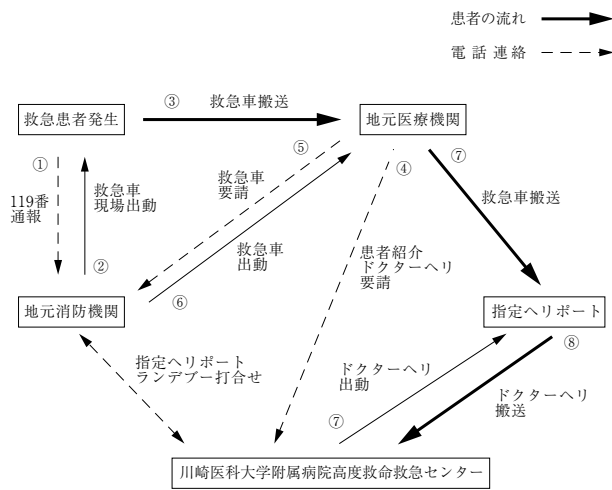 患者の流れ
電話連絡
③ 救急車搬送
救急患者発生
地元医療機関
①
119番
通報
救急車
現場出動
②
⑤
救急車
要請
救急車
出動
⑥
④
患者紹介
ドクターヘリ
要請
⑦
救急車搬送
地元消防機関
指定ヘリポート
指定ヘリポート
ランデブー打合せ
ドクターヘリ
出動
⑦
⑧
ドクターヘリ
搬送
川崎医科大学附属病院高度救命救急センター